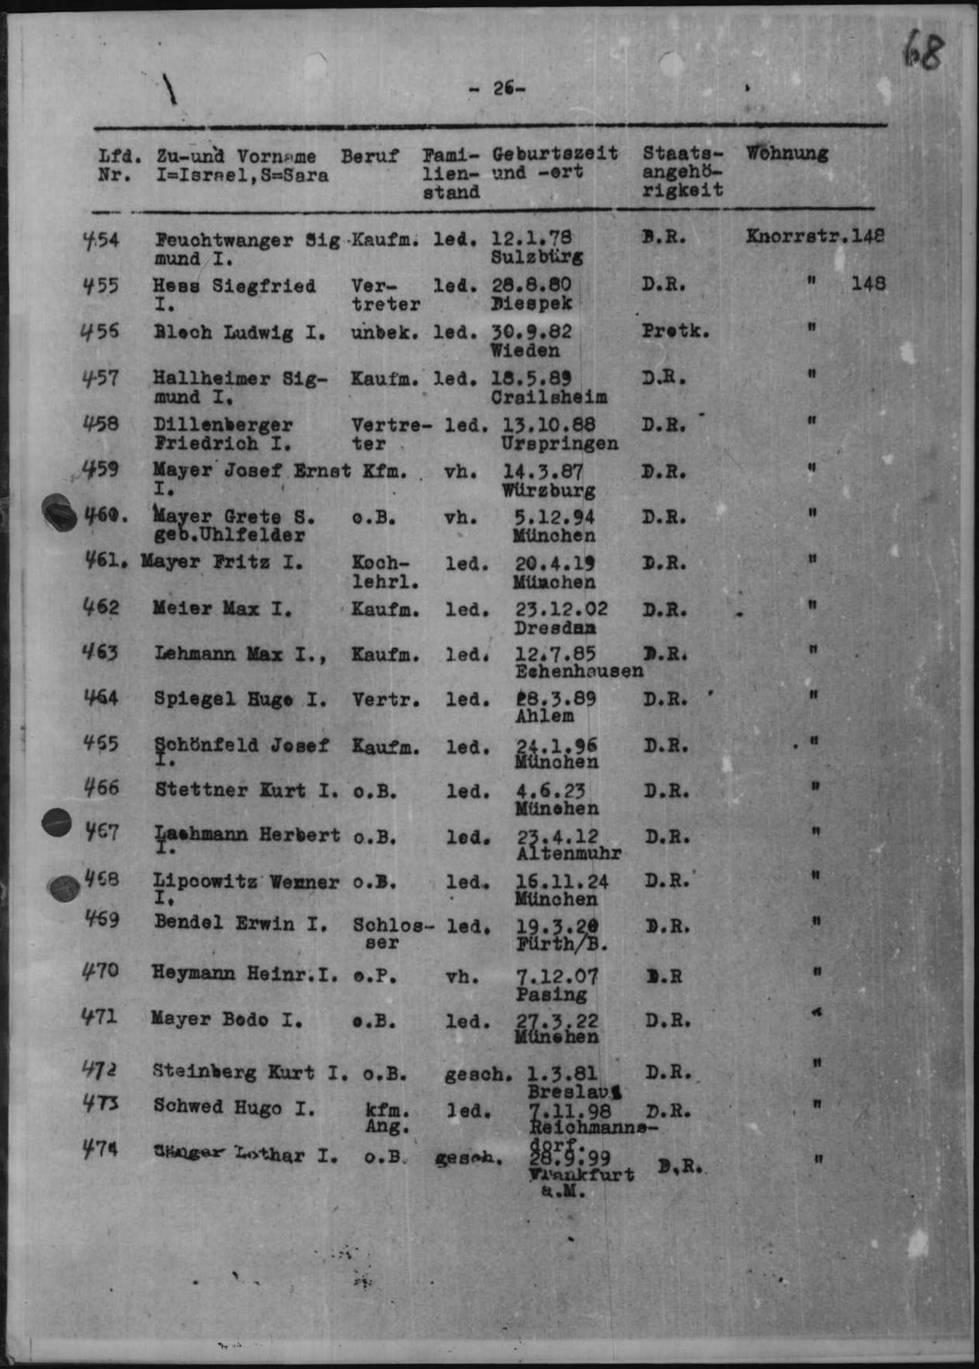 68
- 26-
Lfd. Zu-und Vorname Beruf Fami- Geburtszeit Staats- Wohnung
Nr. I=Israel,S=Sara lien- und -ort angehö-
stand rigkeit
454 Feuchtwanger Sig Kaufm. led. 12.1.78 D.R. Knorrstr.148
mund I. Sulzbürg
455 Hess Siegfried Ver- led. 28.8.80 D.R. " 148
I. treter Diespek
456 Bloch Ludwig I. unbek. led. 30.9.82 Protk. "
Wieden
457 Hallheimer Sig- Kaufm. led. 18.5.89 D.R. "
mund I. Crailsheim
458 Dillenberger Vertre- led. 13.10.88 D.R. "
Friedrich I. ter Urspringen
459 Mayer Josef Ernst Kfm. vh. 14.3.87 D.R. "
I. Würzburg
460. Mayer Grete S. o.B. vh. 5.12.94 D.R. "
geb.Uhlfelder München
461. Mayer Fritz I. Koch- led. 20.4.19 D.R. "
lehrl. München
462 Meier Max I. Kaufm. led. 23.12.02 D.R. "
Dresden
463 Lehmann Max I., Kaufm. led. 12.7.85 D.R. "
Echenhausen
464 Spiegel Hugo I. Vertr. led. 28.3.89 D.R. "
Ahlem
465 Schönfeld Josef Kaufm. led. 24.1.96 D.R. "
I. München
466 Stettner Kurt I. o.B. led. 4.6.23 D.R. "
München
467 Lachmann Herbert o.B. led. 23.4.12 D.R. "
I. Altenmuhr
468 Lipcowitz Werner o.B. led. 16.11.24 D.R. "
I. München
469 Bendel Erwin I. Schlos- led. 19.3.20 D.R. "
ser Fürth/B.
470 Heymann Heinr.I. o.P. vh. 7.12.07 D.R "
Pasing
471 Mayer Bodo I. o.B. led. 27.3.22 D.R. "
München
472 Steinberg Kurt I. o.B. gesch. 1.3.81 D.R. "
Breslau
473 Schwed Hugo I. kfm. led. 7.11.98 D.R. "
Ang. Reichmanns-
dorf.
474 Sänger Lothar I. o.B. gesch. 28.9.99 D.R. "
Frankfurt
a.M.